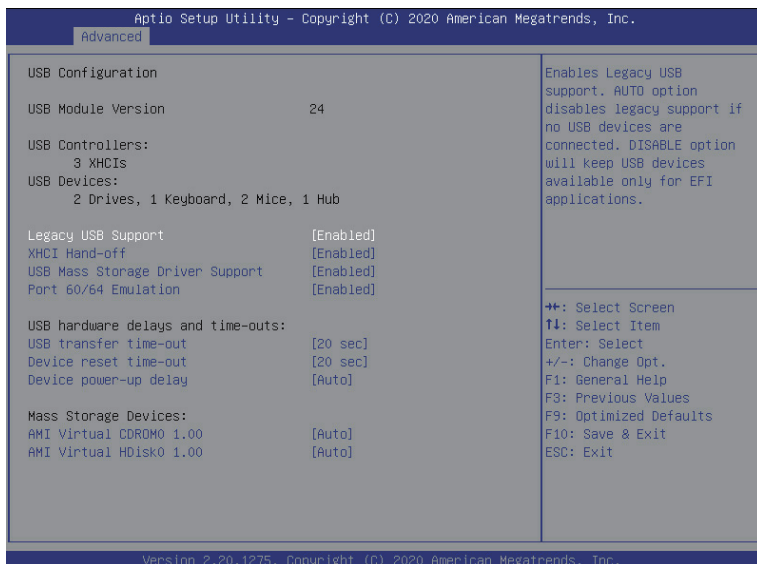 Aptio Setup Utility – Copyright (C) 2020 American Megatrends, Inc.
Advanced
USB Configuration
USB Module Version 24
USB Controllers:
3 XHCIs
USB Devices:
2 Drives, 1 Keyboard, 2 Mice, 1 Hub
Legacy USB Support [Enabled]
XHCI Hand-off [Enabled]
USB Mass Storage Driver Support [Enabled]
Port 60/64 Emulation [Enabled]
USB hardware delays and time-outs:
USB transfer time-out [20 sec]
Device reset time-out [20 sec]
Device power-up delay [Auto]
Mass Storage Devices:
AMI Virtual CDROM0 1.00 [Auto]
AMI Virtual HDisk0 1.00 [Auto]
Enables Legacy USB
support. AUTO option
disables legacy support if
no USB devices are
connected. DISABLE option
will keep USB devices
available only for EFI
applications.
→←: Select Screen
↑↓: Select Item
Enter: Select
+/-: Change Opt.
F1: General Help
F3: Previous Values
F9: Optimized Defaults
F10: Save & Exit
ESC: Exit
Version 2.20.1275. Copyright (C) 2020 American Megatrends, Inc.